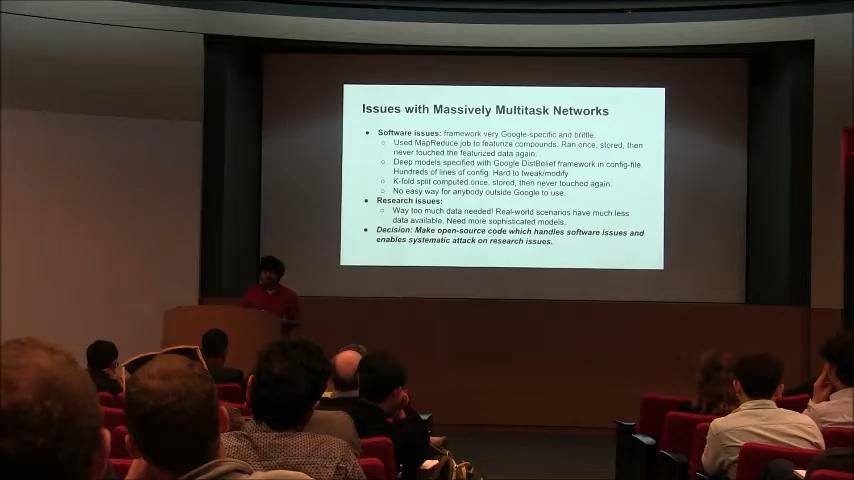 Issues with Massively Multitask Networks
● Software issues: framework very Google-specific and brittle.
○ Used MapReduce job to featurize compounds. Ran once, stored, then
never touched the featurized data again.
○ Deep models specified with Google DistBelief framework in config-file.
Hundreds of lines of config. Hard to tweak/modify
○ K-fold split computed once, stored, then never touched again.
○ No easy way for anybody outside Google to use.
● Research issues:
○ Way too much data needed! Real-world scenarios have much less
data available. Need more sophisticated models.
● Decision: Make open-source code which handles software issues and
enables systematic attack on research issues.